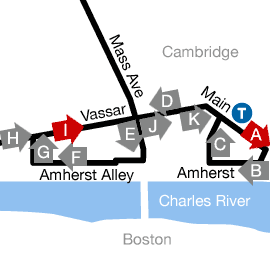 Cambridge
Mass Ave
Main
T
Vassar
D
K
A
H
I
E
J
C
G
F
B
Amherst Alley
Amherst
Charles River
Boston